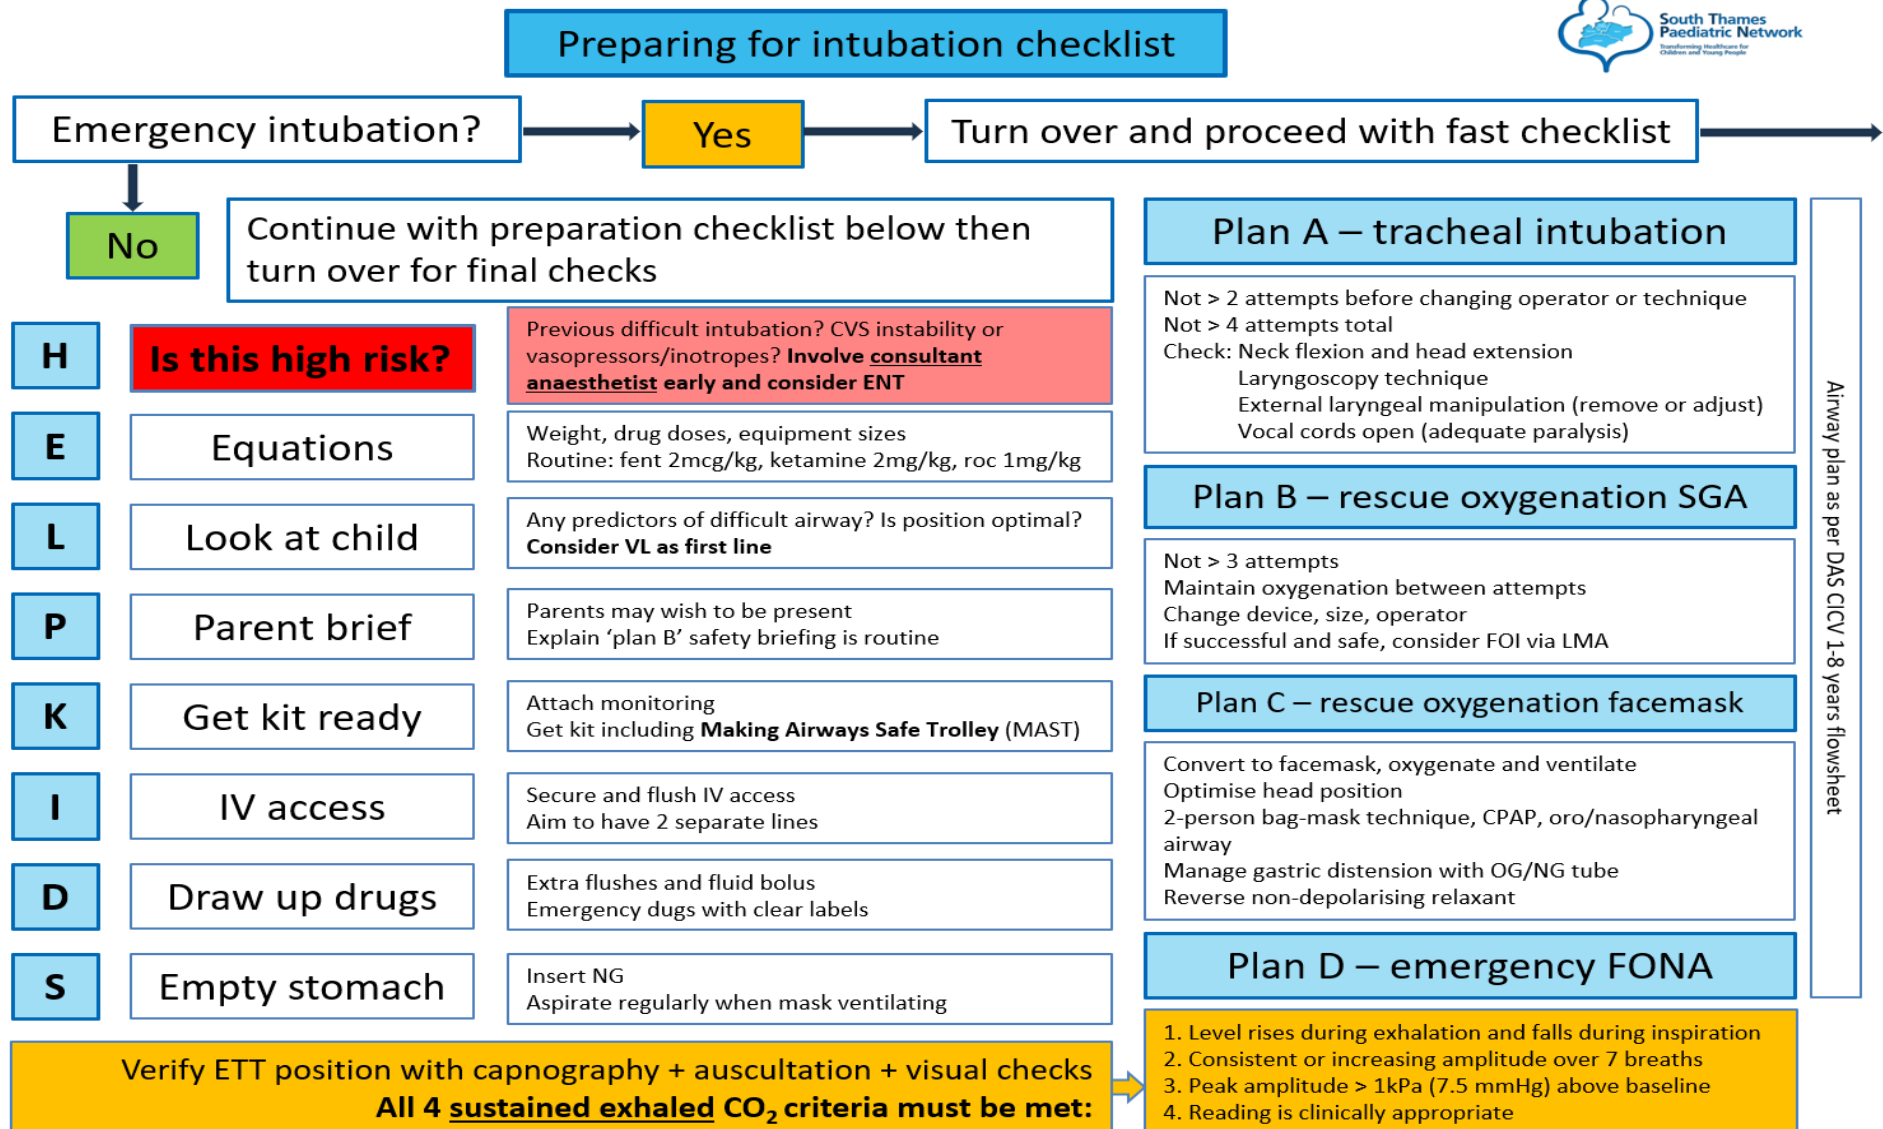 Preparing for intubation checklist
South Thames
Paediatric Network
Transforming Healthcare for
Children and Young People
Emergency intubation?
Yes
Turn over and proceed with fast checklist
No
Continue with preparation checklist below then
turn over for final checks
H
Is this high risk?
Previous difficult intubation? CVS instability or
vasopressors/inotropes? Involve consultant
anaesthetist early and consider ENT
E
Equations
Weight, drug doses, equipment sizes
Routine: fent 2mcg/kg, ketamine 2mg/kg, roc 1mg/kg
L
Look at child
Any predictors of difficult airway? Is position optimal?
Consider VL as first line
P
Parent brief
Parents may wish to be present
Explain ‘plan B’ safety briefing is routine
K
Get kit ready
Attach monitoring
Get kit including Making Airways Safe Trolley (MAST)
I
IV access
Secure and flush IV access
Aim to have 2 separate lines
D
Draw up drugs
Extra flushes and fluid bolus
Emergency dugs with clear labels
S
Empty stomach
Insert NG
Aspirate regularly when mask ventilating
Verify ETT position with capnography + auscultation + visual checks
All 4 sustained exhaled CO₂ criteria must be met:
Plan A – tracheal intubation
Not > 2 attempts before changing operator or technique
Not > 4 attempts total
Check: Neck flexion and head extension
Laryngoscopy technique
External laryngeal manipulation (remove or adjust)
Vocal cords open (adequate paralysis)
Plan B – rescue oxygenation SGA
Not > 3 attempts
Maintain oxygenation between attempts
Change device, size, operator
If successful and safe, consider FOI via LMA
Plan C – rescue oxygenation facemask
Convert to facemask, oxygenate and ventilate
Optimise head position
2-person bag-mask technique, CPAP, oro/nasopharyngeal
airway
Manage gastric distension with OG/NG tube
Reverse non-depolarising relaxant
Plan D – emergency FONA
1. Level rises during exhalation and falls during inspiration
2. Consistent or increasing amplitude over 7 breaths
3. Peak amplitude > 1kPa (7.5 mmHg) above baseline
4. Reading is clinically appropriate
Airway plan as per DAS CICV 1-8 years flowsheet